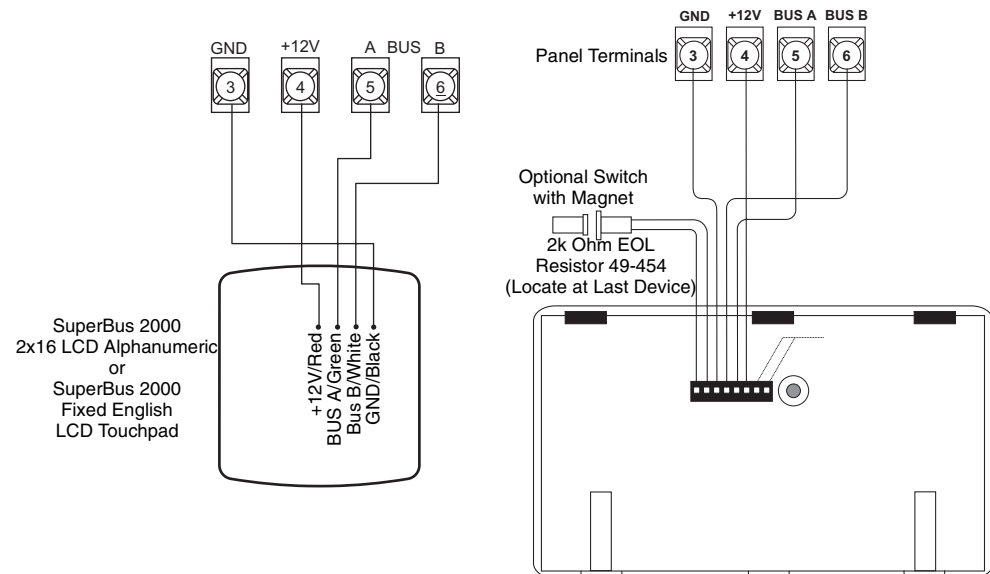 GND +12V A BUS B
3 4 5 6
SuperBus 2000
2x16 LCD Alphanumeric
or
SuperBus 2000
Fixed English
LCD Touchpad
+12V/Red
BUS A/Green
Bus B/White
GND/Black
GND +12V BUS A BUS B
Panel Terminals 3 4 5 6
Optional Switch
with Magnet
2k Ohm EOL
Resistor 49-454
(Locate at Last Device)